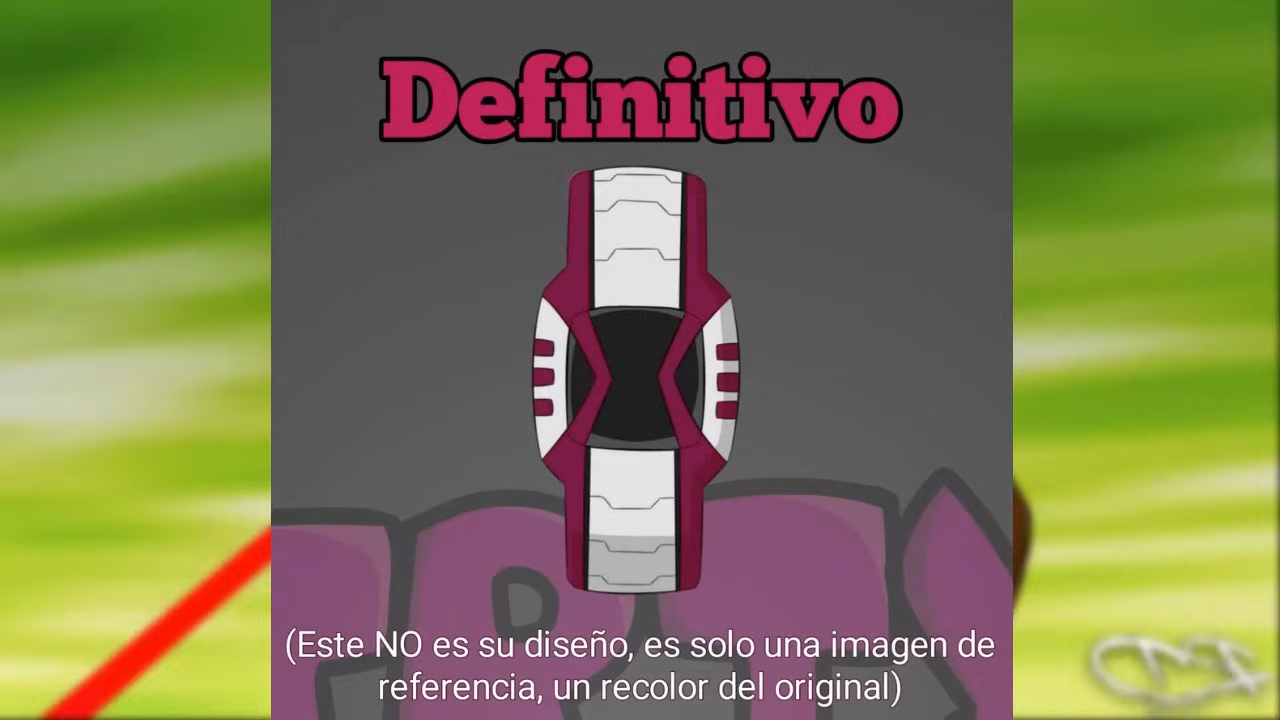 Definitivo
(Este NO es su diseño, es solo una imagen de
referencia, un recolor del original)